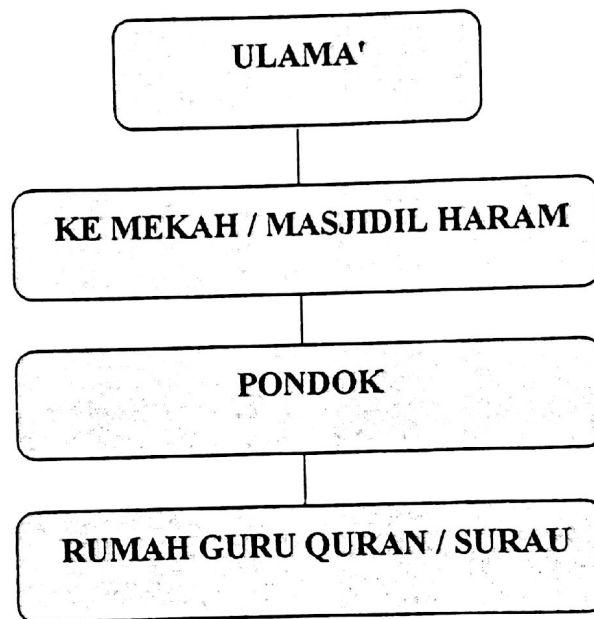 ULAMA'
KE MEKAH / MASJIDIL HARAM
PONDOK
RUMAH GURU QURAN / SURAU